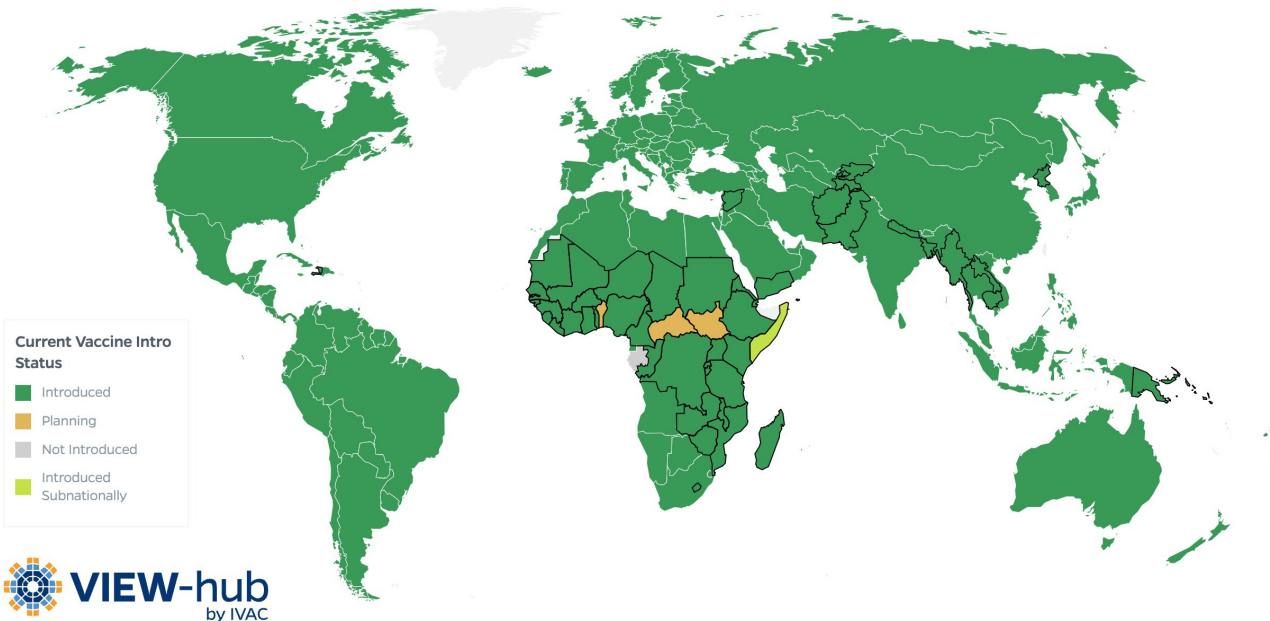 Current Vaccine Intro
Status
Introduced
Planning
Not Introduced
Introduced
Subnationally
VIEW-hub
by IVAC